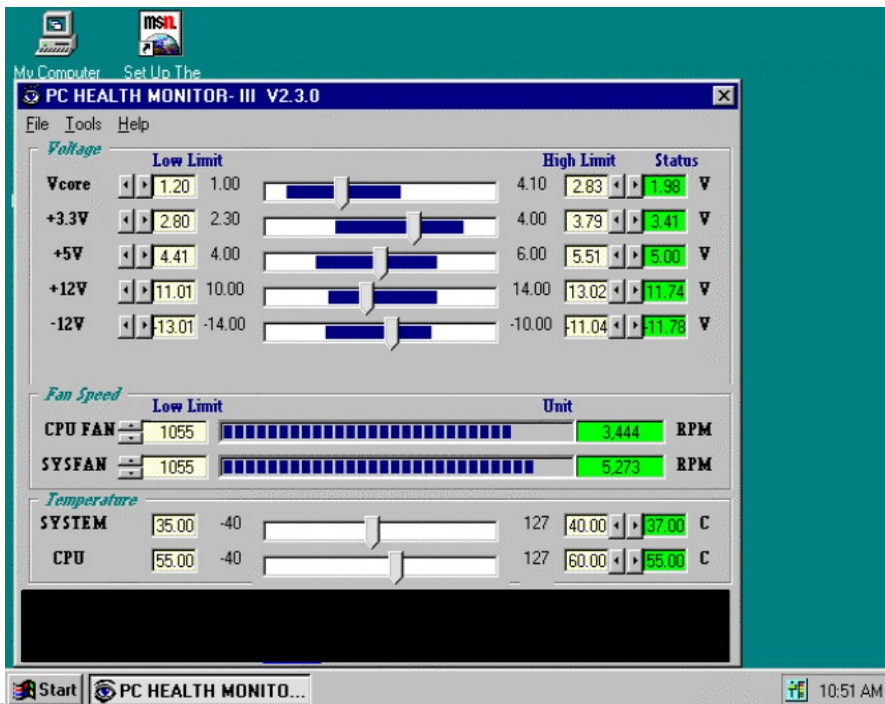 msn.
My Computer Set Up The
PC HEALTH MONITOR- III V2.3.0
File Tools Help
Voltage
Low Limit High Limit Status
Vcore 1.20 1.00 4.10 2.83 1.98 V
+3.3V 2.80 2.30 4.00 3.79 3.41 V
+5V 4.41 4.00 6.00 5.51 5.00 V
+12V 11.01 10.00 14.00 13.02 11.74 V
-12V -13.01 -14.00 -10.00 -11.04 -11.78 V
Fan Speed
Low Limit Unit
CPU FAN 1055 3,444 RPM
SYSFAN 1055 5,273 RPM
Temperature
SYSTEM 35.00 -40 127 40.00 37.00 C
CPU 55.00 -40 127 60.00 55.00 C
Start PC HEALTH MONITO... 10:51 AM